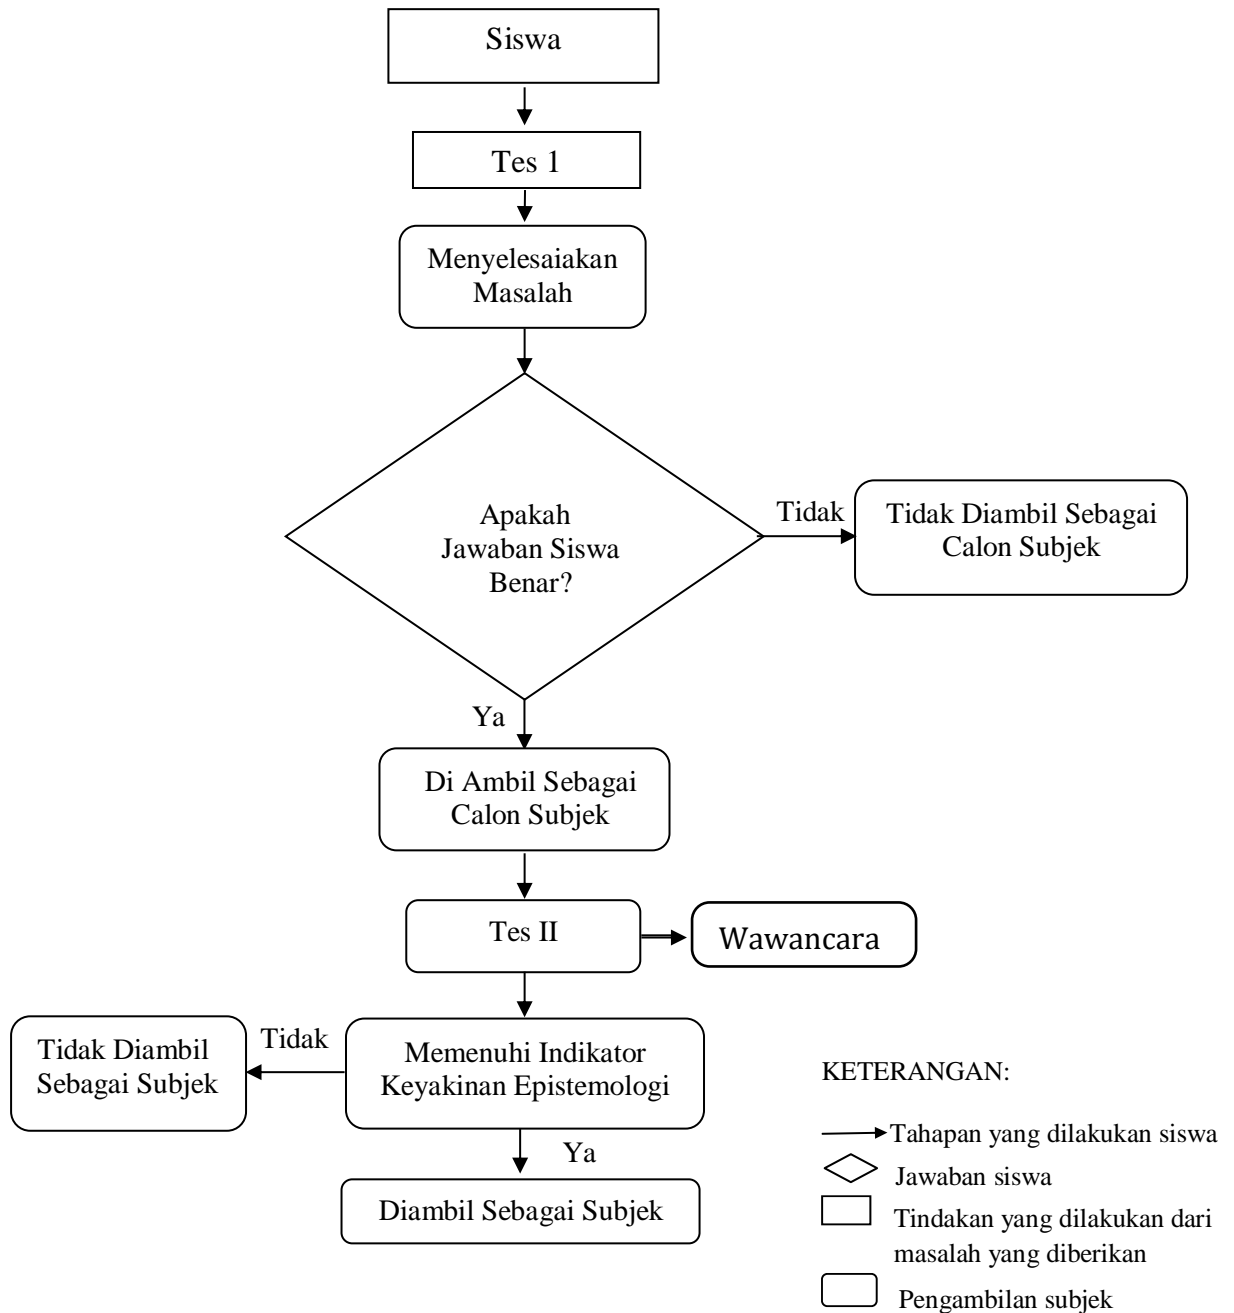 Siswa
Tes 1
Menyelesaiakan
Masalah
Apakah
Jawaban Siswa
Benar?
Tidak
Tidak Diambil Sebagai
Calon Subjek
Ya
Di Ambil Sebagai
Calon Subjek
Tes II
Wawancara
Tidak Diambil
Sebagai Subjek
Tidak
Memenuhi Indikator
Keyakinan Epistemologi
Ya
Diambil Sebagai Subjek
KETERANGAN:
Tahapan yang dilakukan siswa
Jawaban siswa
Tindakan yang dilakukan dari
masalah yang diberikan
Pengambilan subjek